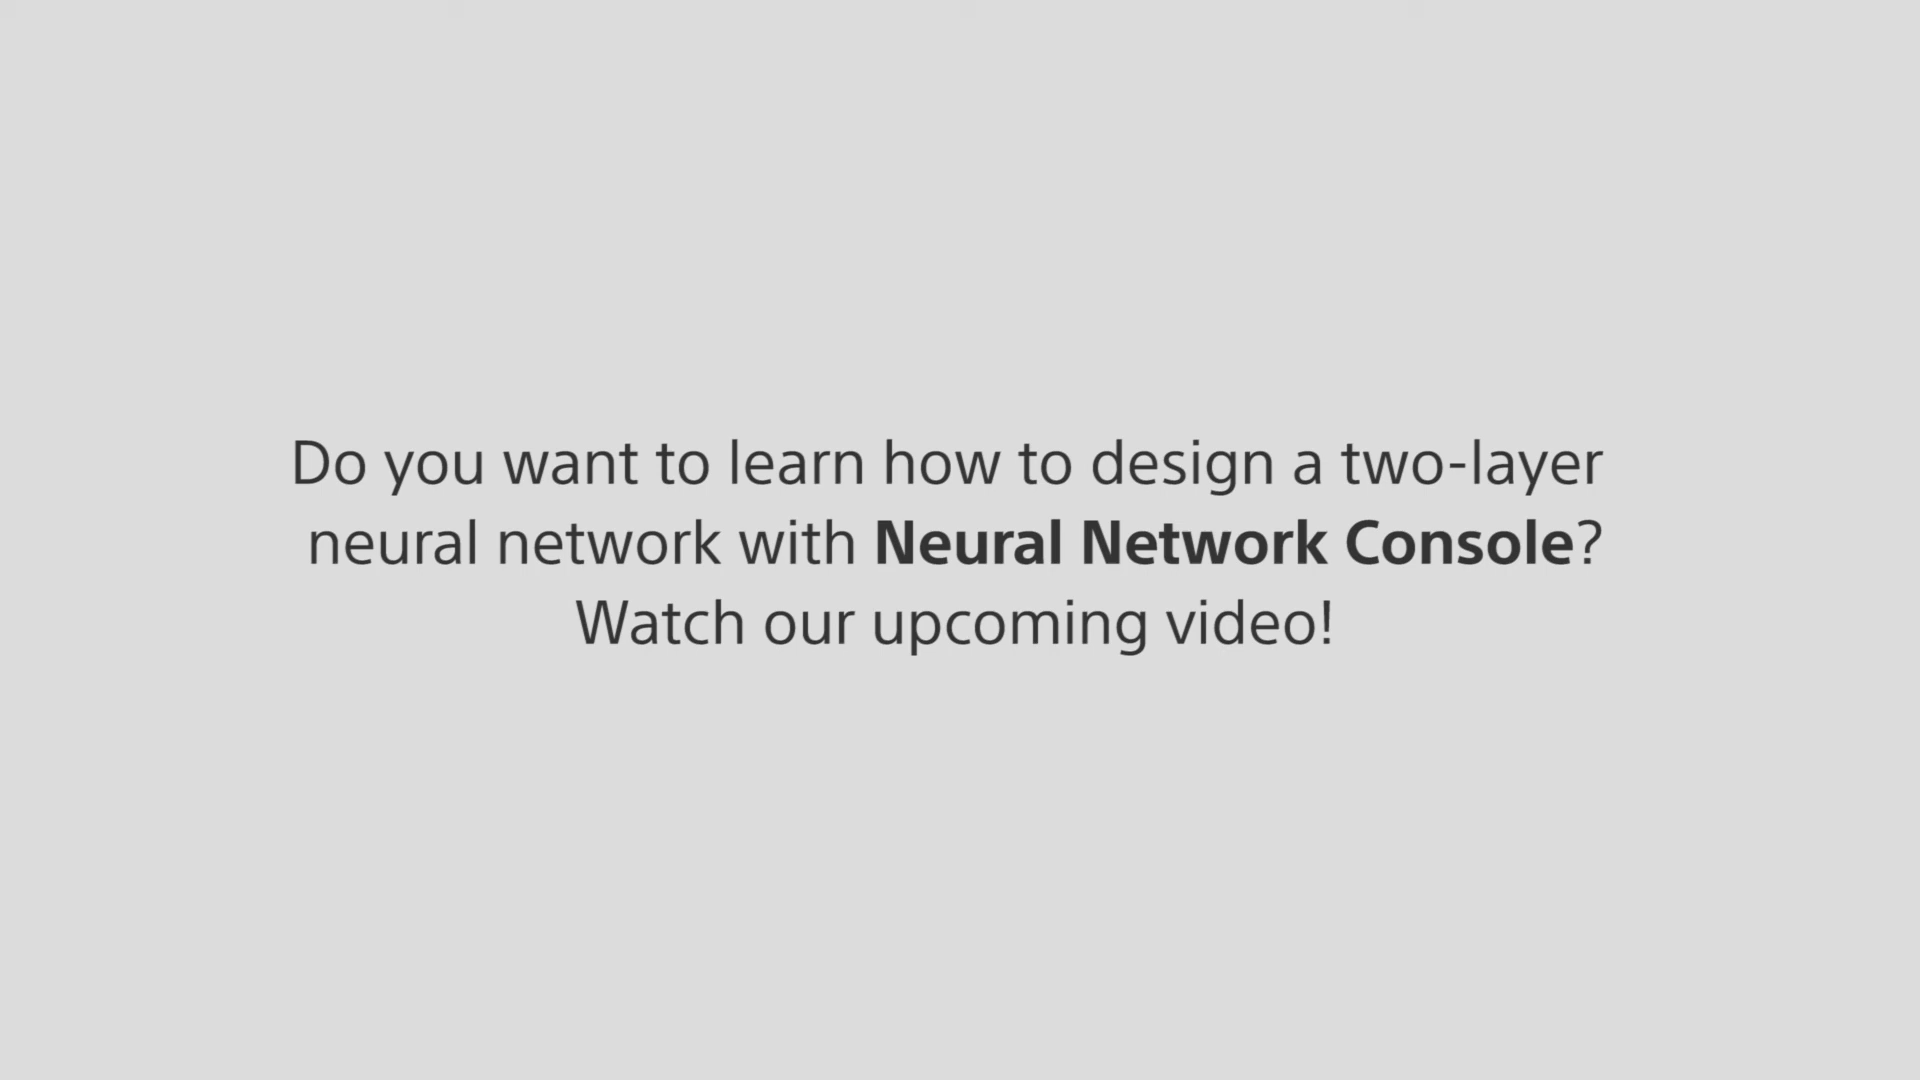 Do you want to learn how to design a two-layer
neural network with Neural Network Console?
Watch our upcoming video!